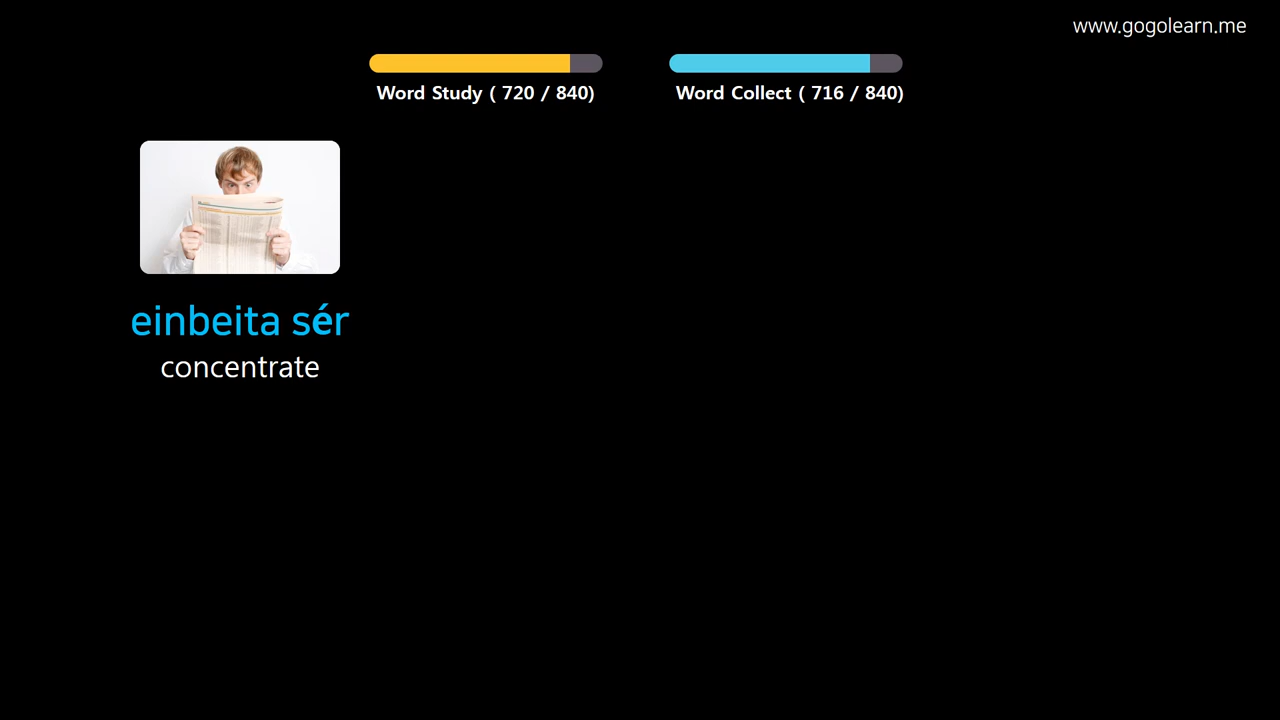 www.gogolearn.me
Word Study ( 720 / 840)
Word Collect ( 716 / 840)
einbeita sér
concentrate